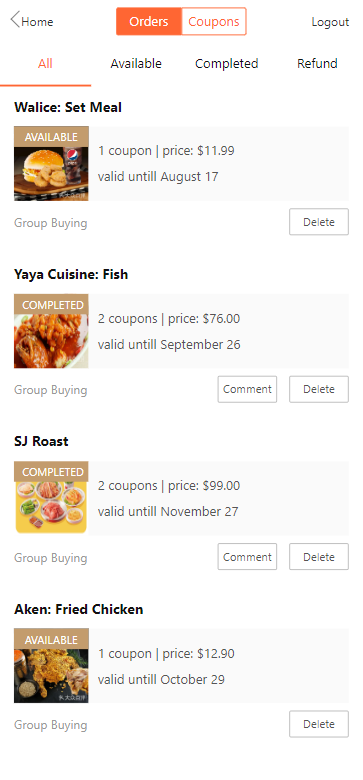 Home Orders Coupons Logout
All Available Completed Refund
Walice: Set Meal
AVAILABLE
1 coupon | price: $11.99
valid untill August 17
Group Buying Delete
Yaya Cuisine: Fish
COMPLETED
2 coupons | price: $76.00
valid untill September 26
Group Buying Comment Delete
SJ Roast
COMPLETED
2 coupons | price: $99.00
valid untill November 27
Group Buying Comment Delete
Aken: Fried Chicken
AVAILABLE
1 coupon | price: $12.90
valid untill October 29
Group Buying Delete